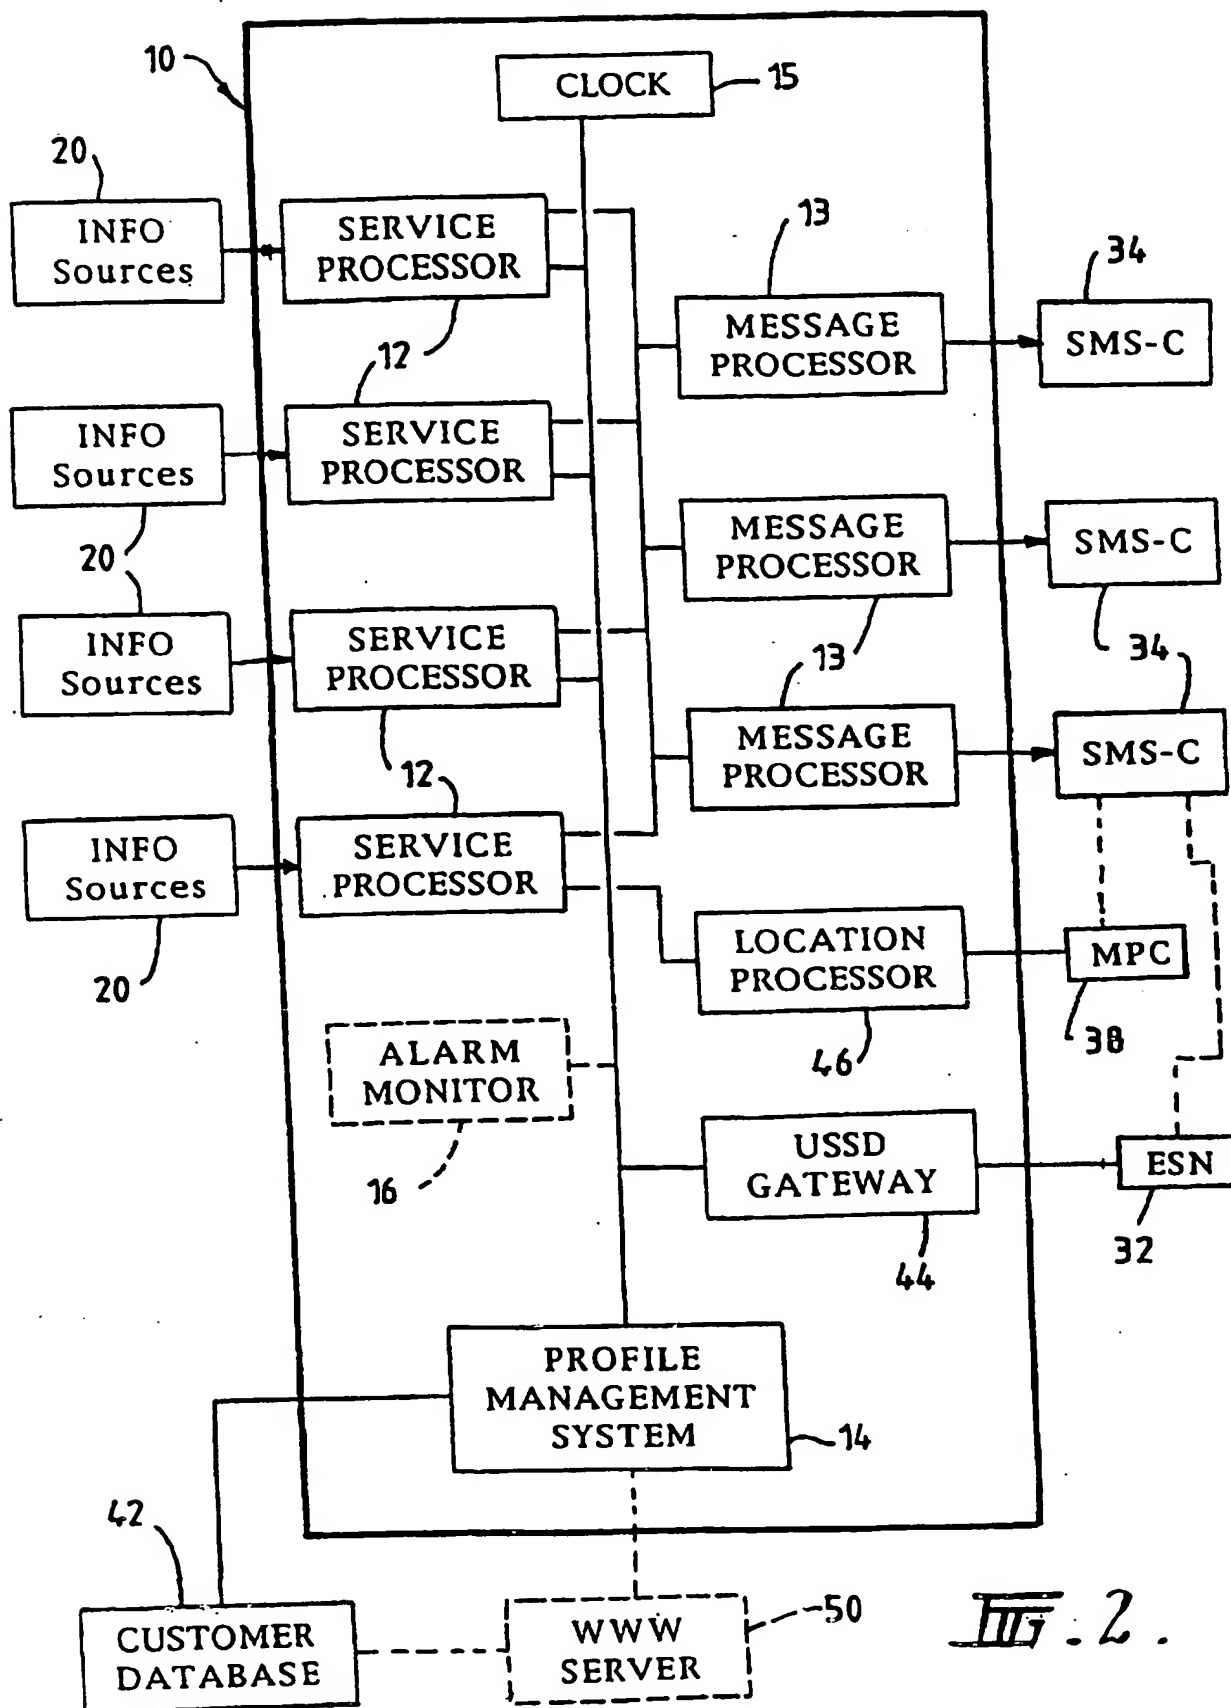 10
CLOCK
15
20
INFO
Sources
SERVICE
PROCESSOR
13
34
12
MESSAGE
PROCESSOR
SMS-C
INFO
Sources
SERVICE
PROCESSOR
20
MESSAGE
PROCESSOR
SMS-C
INFO
Sources
SERVICE
PROCESSOR
13
34
12
MESSAGE
PROCESSOR
SMS-C
INFO
Sources
SERVICE
PROCESSOR
20
LOCATION
PROCESSOR
MPC
46
38
ALARM
MONITOR
16
USSD
GATEWAY
ESN
44
32
PROFILE
MANAGEMENT
SYSTEM
14
42
CUSTOMER
DATABASE
WWW
SERVER
50
FIG. 2.